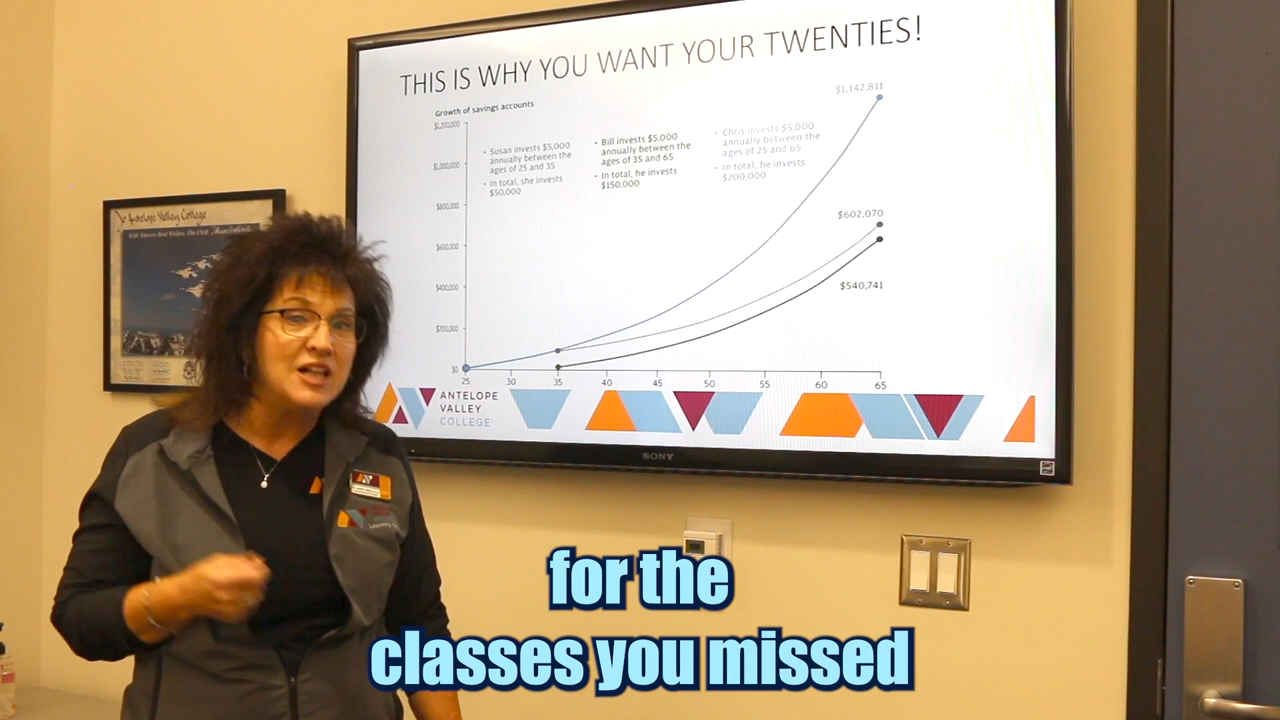 THIS IS WHY YOU WANT YOUR TWENTIES!
Growth of savings accounts
$1,200,000
$1,000,000
$800,000
$600,000
$400,000
$200,000
$0
• Susan invests $5,000
annually between the
ages of 25 and 35
• In total, she invests
$50,000
• Bill invests $5,000
annually between the
ages of 35 and 65
• In total, he invests
$150,000
• Chris invests $5,000
annually between the
ages of 25 and 65
• In total, he invests
$200,000
$1,142,811
$602,070
$540,741
25 30 35 40 45 50 55 60 65
ANTELOPE
VALLEY
COLLEGE
SONY
Antelope Valley College
for the
classes you missed